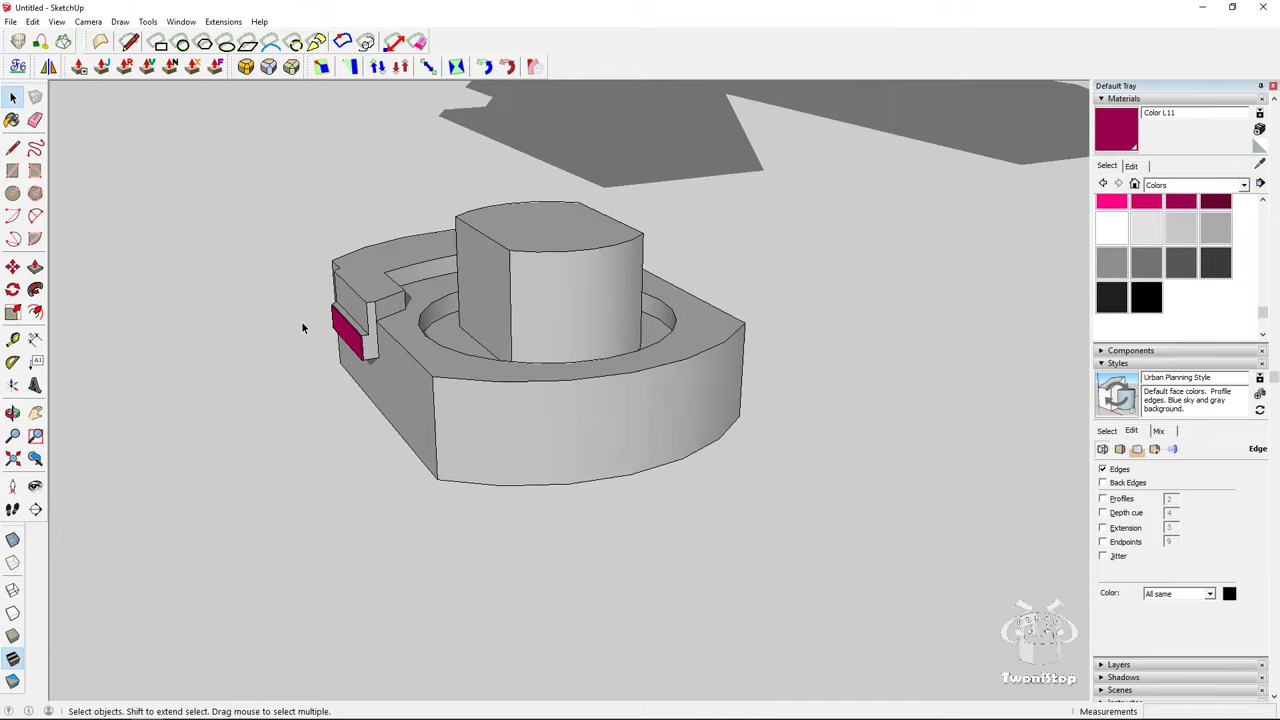 Untitled - SketchUp
File Edit View Camera Draw Tools Window Extensions Help
Default Tray
Materials
Color L11
Select Edit
Colors
Components
Styles
Urban Planning Style
Default face colors. Profile
edges. Blue sky and gray
background.
Select Edit Mix
Edge
Edges
Back Edges
Profiles 2
Depth cue 4
Extension 3
Endpoints 9
Jitter
Color: All same
TwoniStop
Layers
Shadows
Scenes
Select objects. Shift to extend select. Drag mouse to select multiple.
Measurements